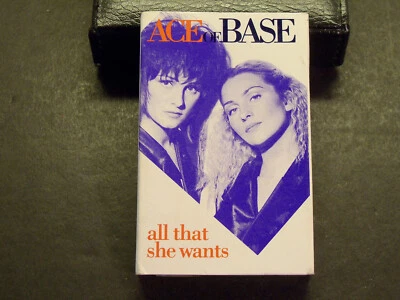 ACE OF BASE
all that
she wants